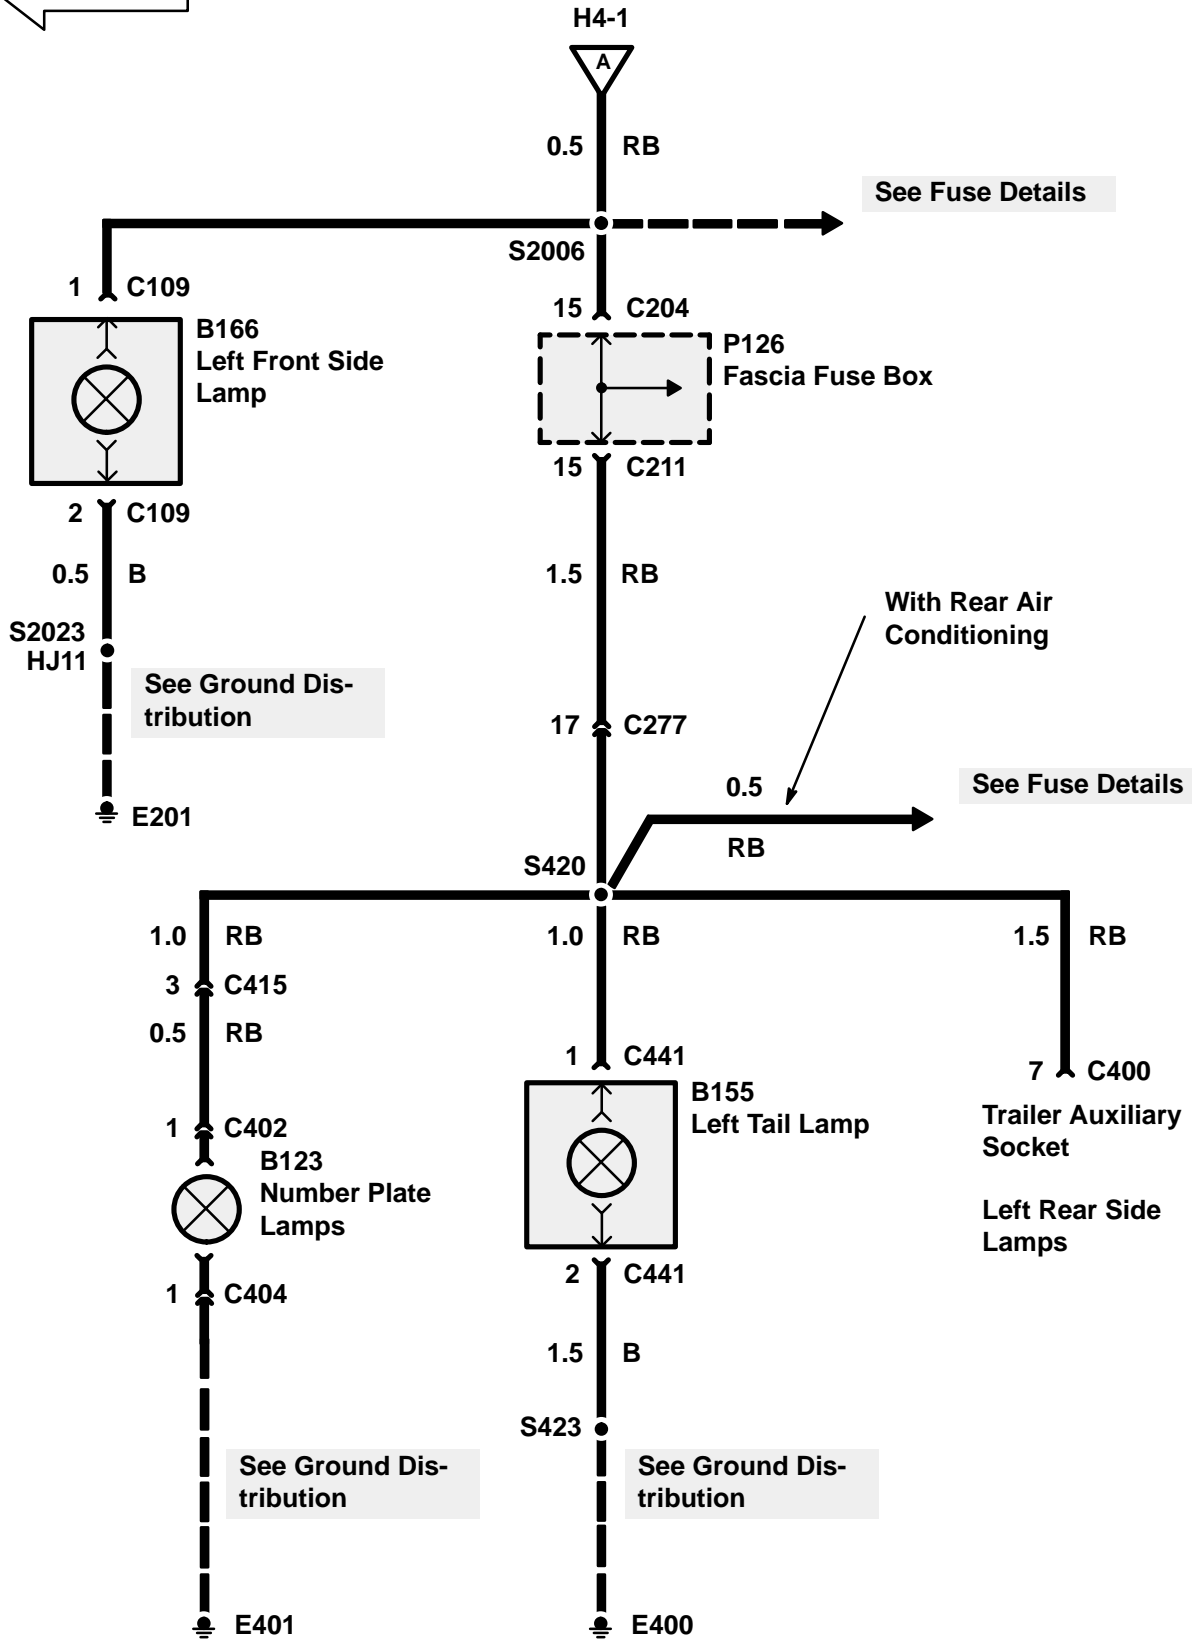 H4-1
A
0.5 RB
See Fuse Details
S2006
1 C109
15 C204
B166
Left Front Side
Lamp
P126
Fascia Fuse Box
15 C211
2 C109
0.5 B
1.5 RB
With Rear Air
Conditioning
S2023
HJ11
See Ground Dis-
tribution
17 C277
0.5
See Fuse Details
E201
RB
S420
1.0 RB
1.0 RB
1.5 RB
3 C415
0.5 RB
1 C441
7 C400
B155
Left Tail Lamp
Trailer Auxiliary
Socket
1 C402
B123
Number Plate
Lamps
Left Rear Side
Lamps
2 C441
1 C404
1.5 B
S423
See Ground Dis-
tribution
See Ground Dis-
tribution
E401
E400